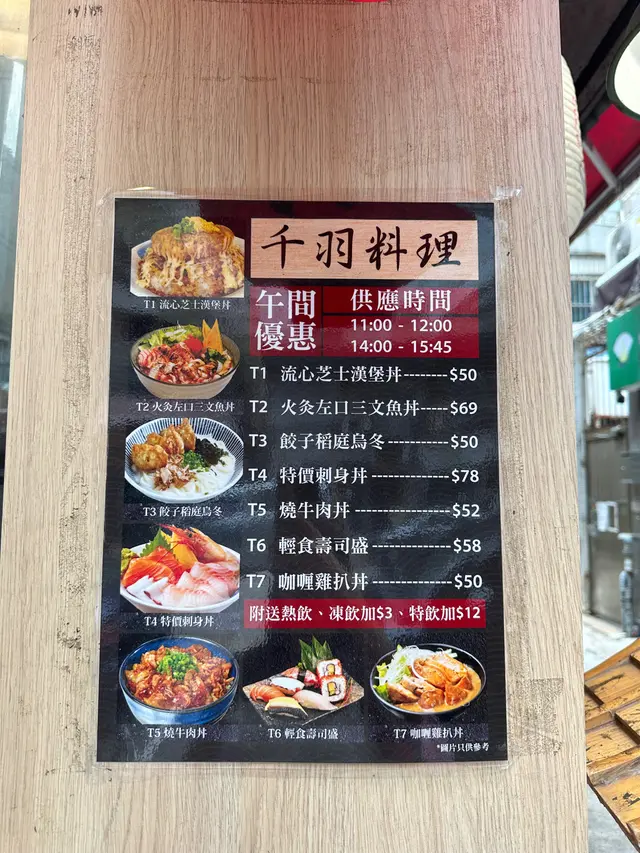 千羽料理
午間
優惠
供應時間
11:00 - 12:00
14:00 - 15:45
T1 流心芝士漢堡丼--------$50
T2 火灸左口三文魚丼-----$69
T3 餃子稻庭烏冬-----------$50
T4 特價刺身丼--------------$78
T5 燒牛肉丼----------------$52
T6 輕食壽司盛--------------$58
T7 咖喱雞扒丼--------------$50
附送熱飲、凍飲加$3、特飲加$12
T1 流心芝士漢堡丼
T2 火灸左口三文魚丼
T3 餃子稻庭烏冬
T4 特價刺身丼
T5 燒牛肉丼
T6 輕食壽司盛
T7 咖喱雞扒丼
*圖片只供參考